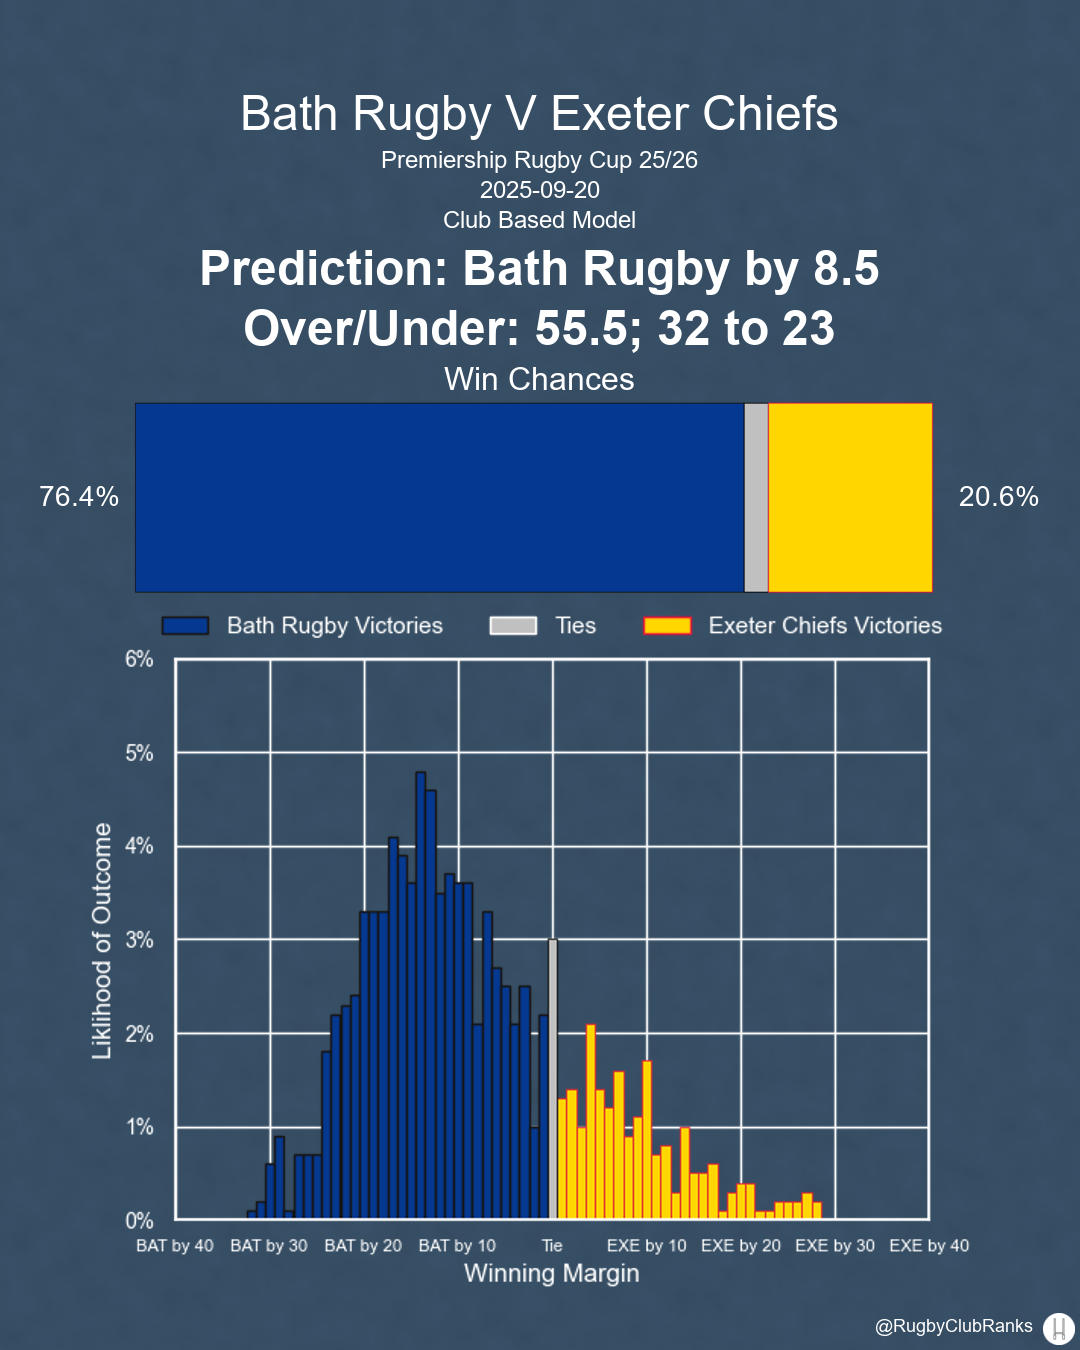 Bath Rugby V Exeter Chiefs
Premiership Rugby Cup 25/26
2025-09-20
Club Based Model
Prediction: Bath Rugby by 8.5
Over/Under: 55.5; 32 to 23
Win Chances
76.4%
20.6%
Bath Rugby Victories Ties Exeter Chiefs Victories
6%
5%
4%
3%
2%
1%
0%
Liklihood of Outcome
BAT by 40 BAT by 30 BAT by 20 BAT by 10 Tie EXE by 10 EXE by 20 EXE by 30 EXE by 40
Winning Margin
@RugbyClubRanks